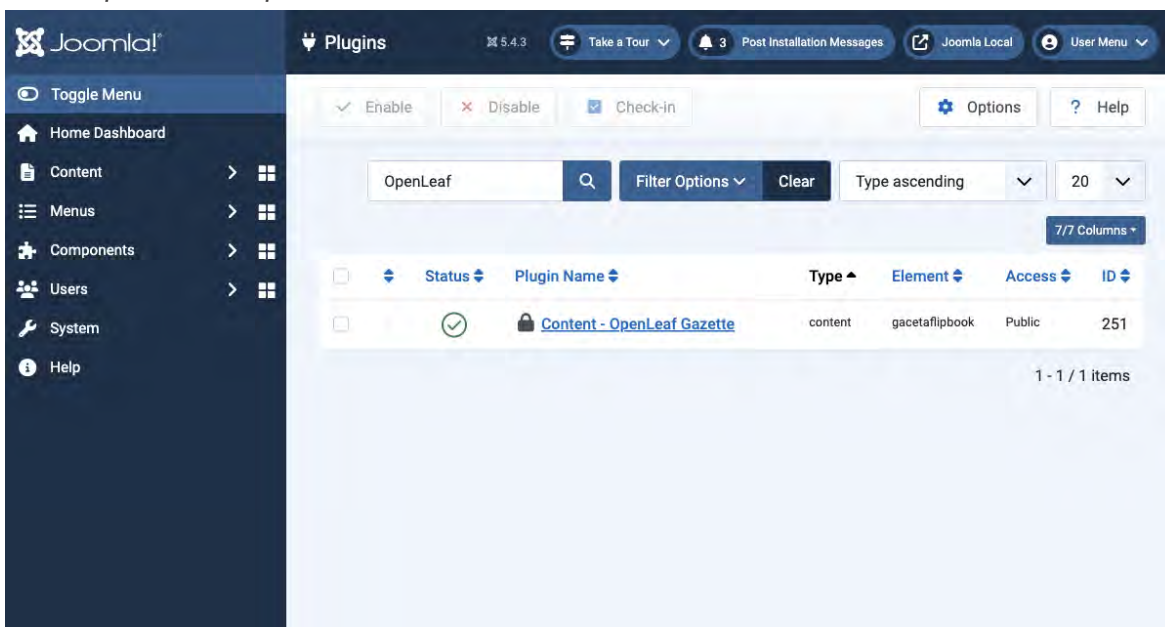 Joomla!
Plugins
5.4.3
Take a Tour
3 Post Installation Messages
Joomla Local
User Menu
Toggle Menu
Home Dashboard
Content
Menus
Components
Users
System
Help
Enable
Disable
Check-in
Options
? Help
OpenLeaf
Filter Options
Clear
Type ascending
20
7/7 Columns
Status Plugin Name Type Element Access ID
Content - OpenLeaf Gazette content gacetaflipbook Public 251
1 - 1 / 1 items